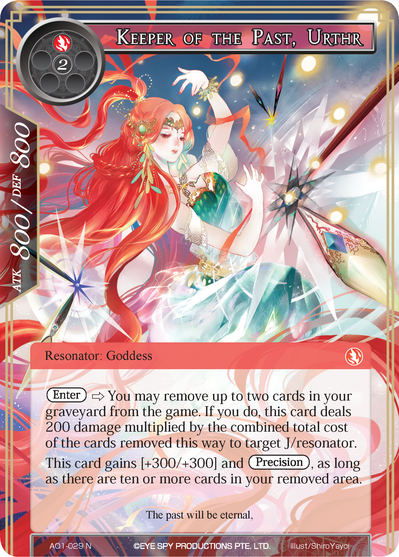 Keeper of the Past, Urthr
2
ATK 800/DEF 800
Resonator: Goddess
Enter ⇨ You may remove up to two cards in your
graveyard from the game. If you do, this card deals
200 damage multiplied by the combined total cost
of the cards removed this way to target J/resonator.
This card gains [+300/+300] and Precision, as long
as there are ten or more cards in your removed area.
The past will be eternal,
AO1-029 N
©EYE SPY PRODUCTIONS PTE. LTD.
Illust/ShiroYayoi